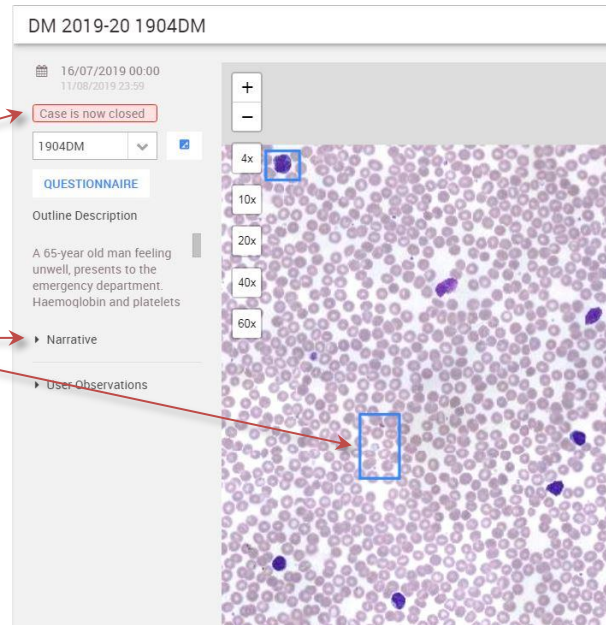 DM 2019-20 1904DM
16/07/2019 00:00
11/08/2019 23:59
Case is now closed
1904DM
QUESTIONNAIRE
Outline Description
A 65-year old man feeling
unwell, presents to the
emergency department.
Haemoglobin and platelets
Narrative
User Observations
+
−
4x
10x
20x
40x
60x